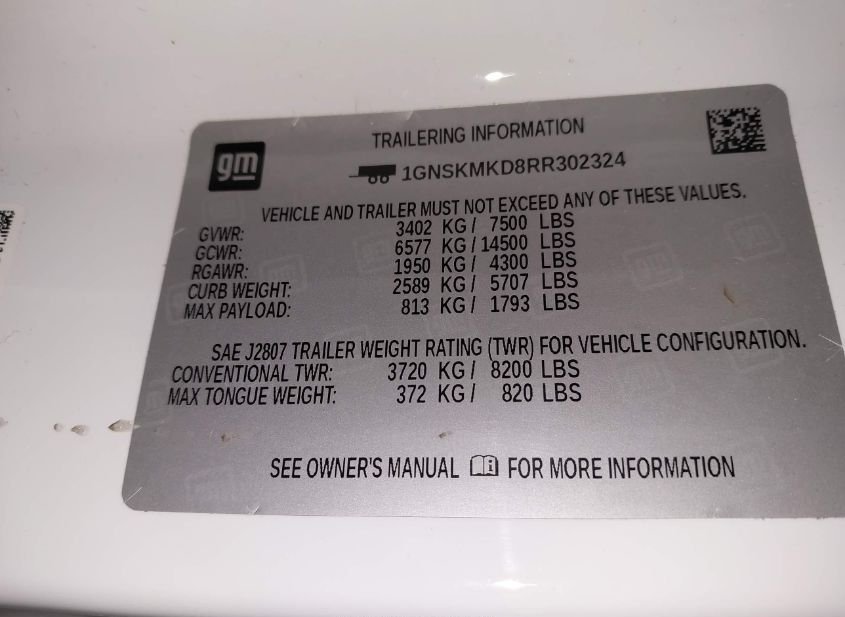 gm
TRAILERING INFORMATION
1GNSKMKD8RR302324
VEHICLE AND TRAILER MUST NOT EXCEED ANY OF THESE VALUES.
GVWR: 3402 KG/ 7500 LBS
GCWR: 6577 KG/14500 LBS
RGAWR: 1950 KG/ 4300 LBS
CURB WEIGHT: 2589 KG/ 5707 LBS
MAX PAYLOAD: 813 KG/ 1793 LBS
SAE J2807 TRAILER WEIGHT RATING (TWR) FOR VEHICLE CONFIGURATION.
CONVENTIONAL TWR: 3720 KG/ 8200 LBS
MAX TONGUE WEIGHT: 372 KG/ 820 LBS
SEE OWNER'S MANUAL FOR MORE INFORMATION